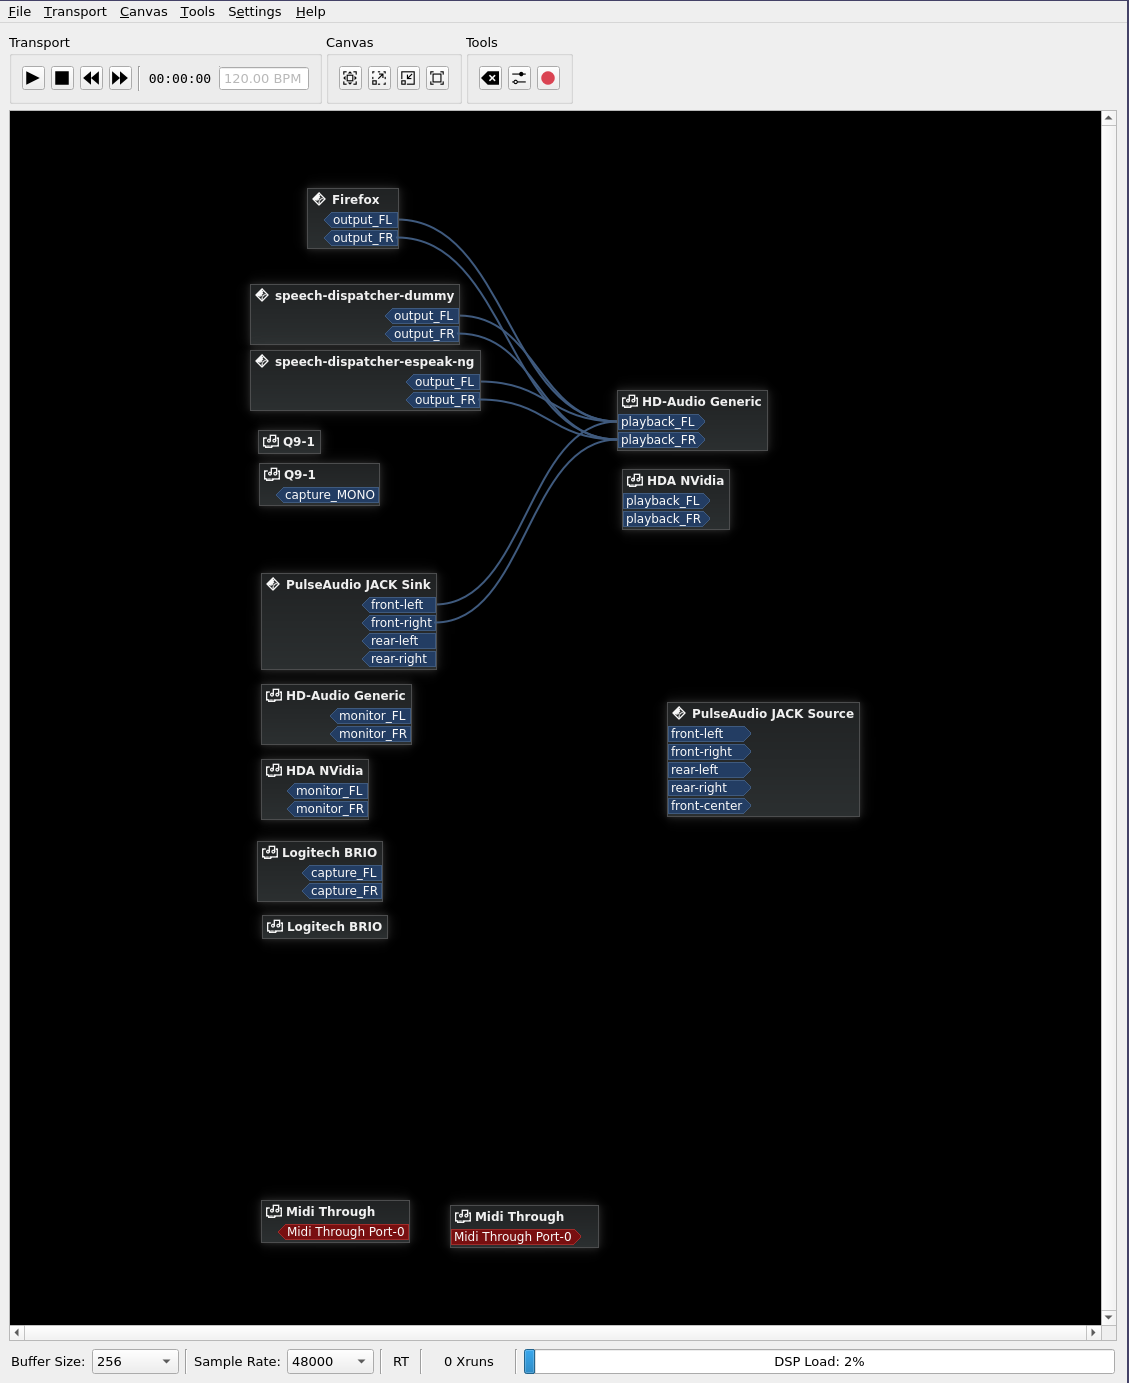 File Transport Canvas Tools Settings Help
Transport Canvas Tools
00:00:00 120.00 BPM
Firefox
output_FL
output_FR
speech-dispatcher-dummy
output_FL
output_FR
speech-dispatcher-espeak-ng
output_FL
output_FR
HD-Audio Generic
playback_FL
playback_FR
Q9-1
Q9-1
capture_MONO
HDA NVidia
playback_FL
playback_FR
PulseAudio JACK Sink
front-left
front-right
rear-left
rear-right
HD-Audio Generic
monitor_FL
monitor_FR
PulseAudio JACK Source
front-left
front-right
rear-left
rear-right
front-center
HDA NVidia
monitor_FL
monitor_FR
Logitech BRIO
capture_FL
capture_FR
Logitech BRIO
Midi Through
Midi Through Port-0
Midi Through
Midi Through Port-0
Buffer Size: 256 Sample Rate: 48000 RT 0 Xruns DSP Load: 2%